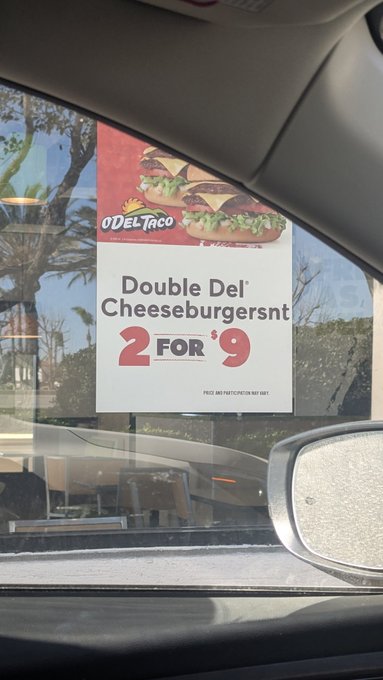 O'DEL TACO
Double Del®
Cheeseburgersnt
2 FOR $9
PRICE AND PARTICIPATION MAY VARY.